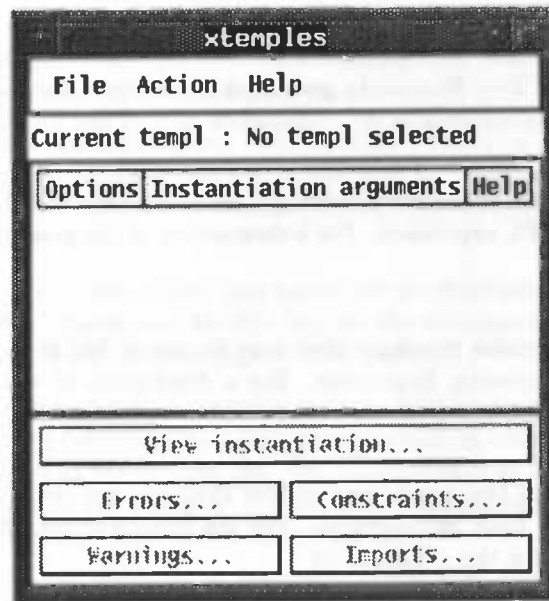 xtemples
File Action Help
Current templ : No templ selected
Options Instantiation arguments Help
View instantiation...
Errors... Constraints...
Warnings... Imports...